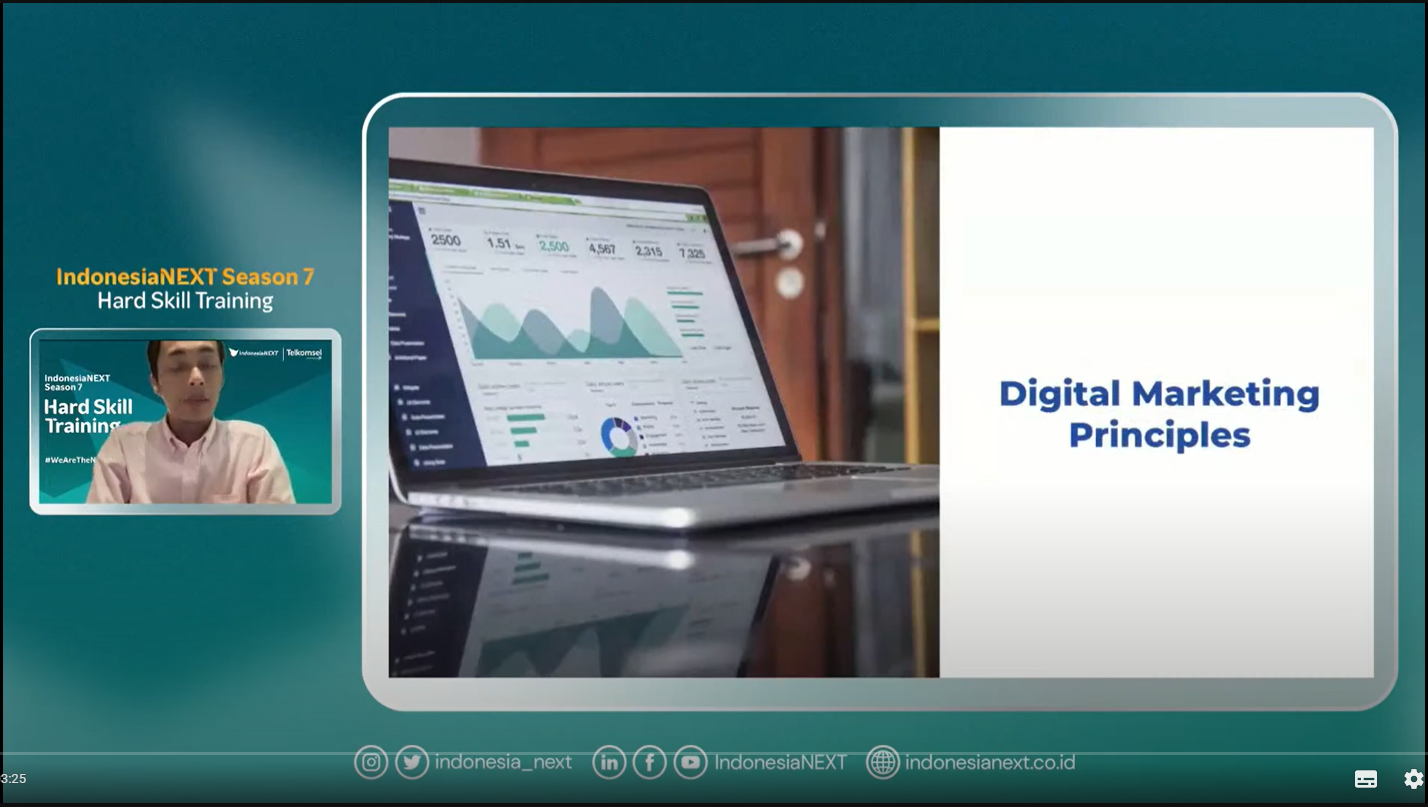 IndonesiaNEXT Season 7
Hard Skill Training
indonesiaNEXT | Telkomsel
IndonesiaNEXT
Season 7
Hard Skill
Training
#WeAreTheN
2500
1.51
2,500
4,567
2,315
7,325
Digital Marketing
Principles
indonesia_next
in
f
IndonesiaNEXT
indonesianext.co.id
3:25